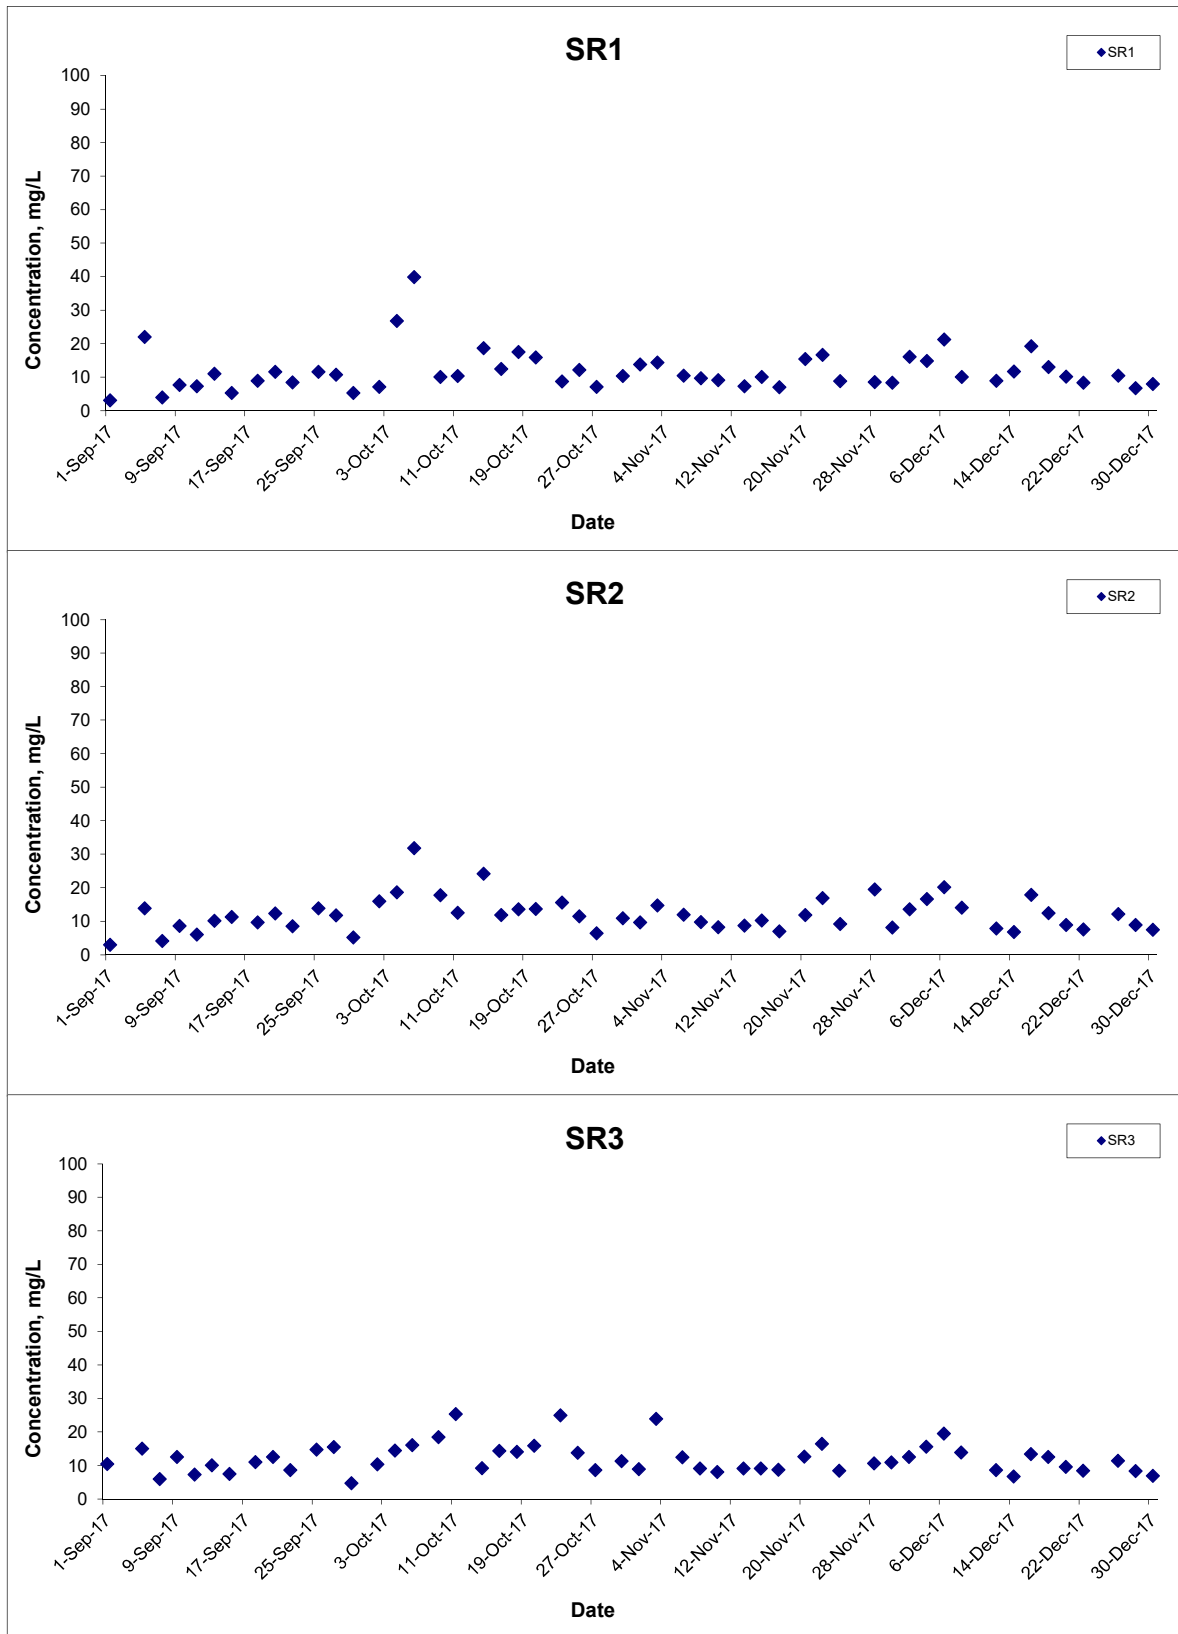 SR1
SR1
100
90
80
70
60
50
40
30
20
10
0
Concentration, mg/L
1-Sep-17
9-Sep-17
17-Sep-17
25-Sep-17
3-Oct-17
11-Oct-17
19-Oct-17
27-Oct-17
4-Nov-17
12-Nov-17
20-Nov-17
28-Nov-17
6-Dec-17
14-Dec-17
22-Dec-17
30-Dec-17
Date
SR2
SR2
100
90
80
70
60
50
40
30
20
10
0
Concentration, mg/L
1-Sep-17
9-Sep-17
17-Sep-17
25-Sep-17
3-Oct-17
11-Oct-17
19-Oct-17
27-Oct-17
4-Nov-17
12-Nov-17
20-Nov-17
28-Nov-17
6-Dec-17
14-Dec-17
22-Dec-17
30-Dec-17
Date
SR3
SR3
100
90
80
70
60
50
40
30
20
10
0
Concentration, mg/L
1-Sep-17
9-Sep-17
17-Sep-17
25-Sep-17
3-Oct-17
11-Oct-17
19-Oct-17
27-Oct-17
4-Nov-17
12-Nov-17
20-Nov-17
28-Nov-17
6-Dec-17
14-Dec-17
22-Dec-17
30-Dec-17
Date